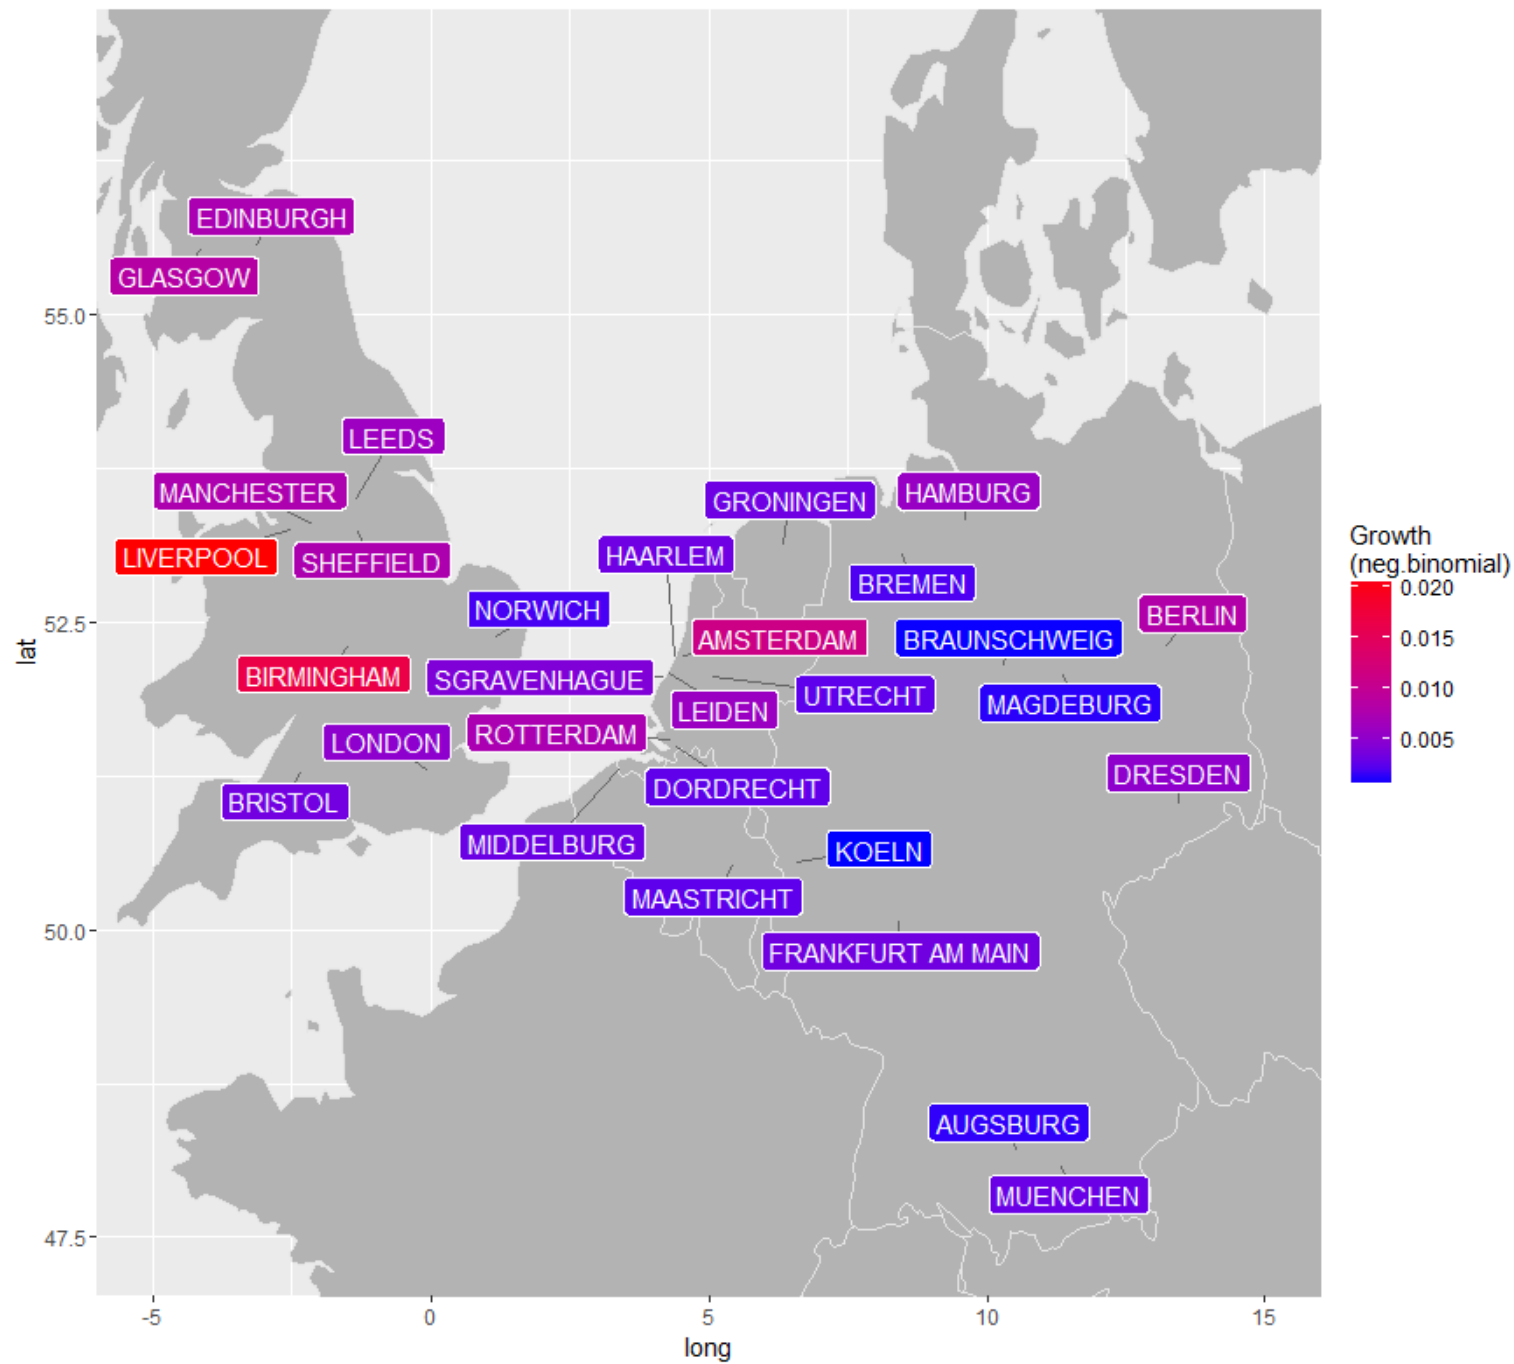 EDINBURGH
GLASGOW
55.0
LEEDS
MANCHESTER
GRONINGEN
HAMBURG
LIVERPOOL
SHEFFIELD
HAARLEM
BREMEN
NORWICH
BERLIN
52.5
AMSTERDAM
BRAUNSCHWEIG
BIRMINGHAM
SGRAVENHAGUE
UTRECHT
MAGDEBURG
LEIDEN
LONDON
ROTTERDAM
DRESDEN
BRISTOL
DORDRECHT
MIDDELBURG
KOELN
MAASTRICHT
50.0
FRANKFURT AM MAIN
AUGSBURG
MUENCHEN
47.5
-5
0
5
10
15
long
lat
Growth
(neg.binomial)
0.020
0.015
0.010
0.005